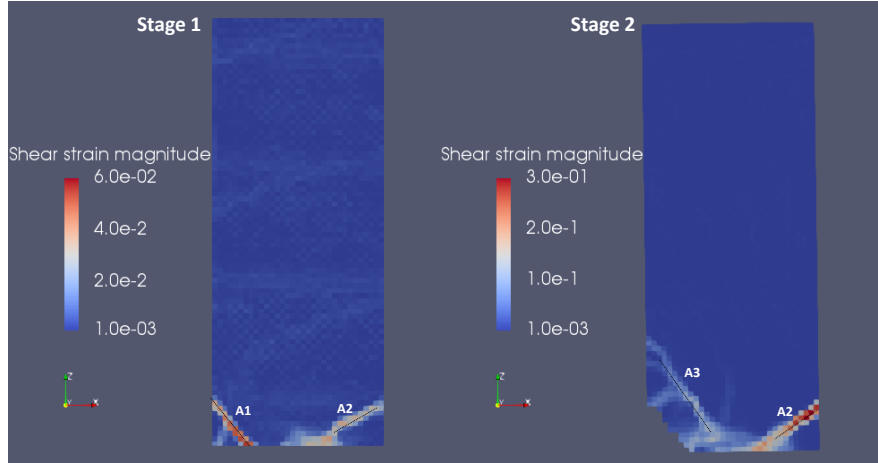 Stage 1
Shear strain magnitude
6.0e-02
4.0e-2
2.0e-2
1.0e-03
Z
Y
X
A1
A2
Stage 2
Shear strain magnitude
3.0e-01
2.0e-1
1.0e-1
1.0e-03
Z
Y
X
A3
A2